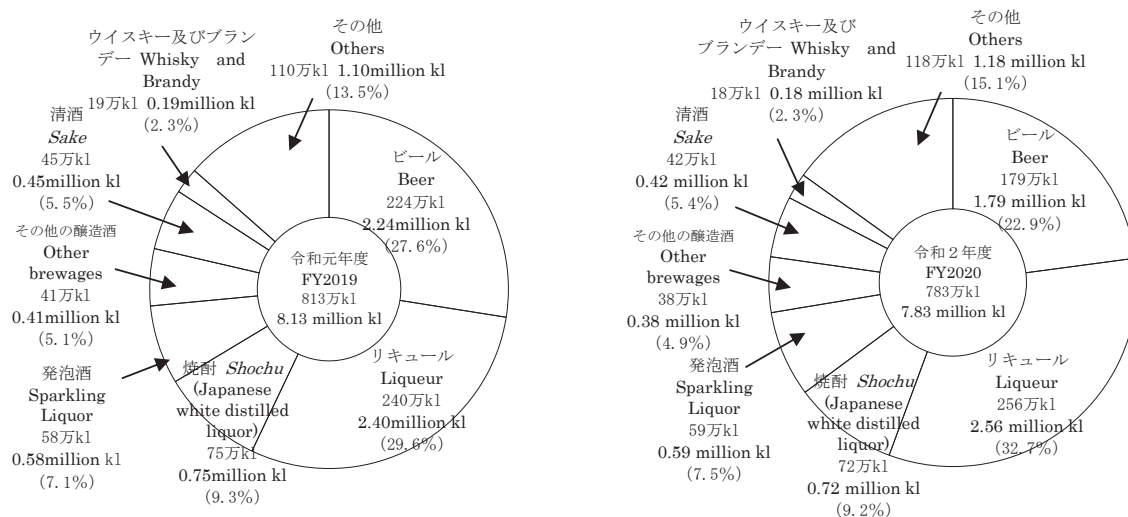 ウイスキー及びブラン
デー Whisky and
Brandy
19万kl 0.19million kl
(2.3%)
その他
Others
110万kl 1.10million kl
(13.5%)
清酒
Sake
45万kl
0.45million kl
(5.5%)
その他の醸造酒
Other
brewages
41万kl
0.41million kl
(5.1%)
発泡酒
Sparkling
Liquor
58万kl
0.58million kl
(7.1%)
焼酎 Shochu
(Japanese
white distilled
liquor)
75万kl
0.75million kl
(9.3%)
リキュール
Liqueur
240万kl
2.40million kl
(29.6%)
ビール
Beer
224万kl
2.24million kl
(27.6%)
令和元年度
FY2019
813万kl
8.13 million kl
ウイスキー及び
ブランデー Whisky and
Brandy
18万kl 0.18 million kl
(2.3%)
その他
Others
118万kl 1.18 million kl
(15.1%)
清酒
Sake
42万kl
0.42 million kl
(5.4%)
その他の醸造酒
Other
brewages
38万kl
0.38 million kl
(4.9%)
発泡酒
Sparkling
Liquor
59万kl
0.59 million kl
(7.5%)
焼酎 Shochu
(Japanese
white distilled
liquor)
72万kl
0.72 million kl
(9.2%)
リキュール
Liqueur
256万kl
2.56 million kl
(32.7%)
ビール
Beer
179万kl
1.79 million kl
(22.9%)
令和２年度
FY2020
783万kl
7.83 million kl